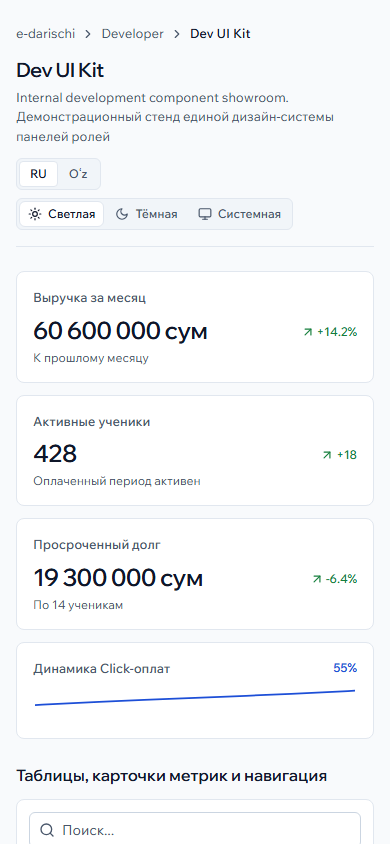 e-darischi > Developer > Dev UI Kit
Dev UI Kit
Internal development component showroom.
Демонстрационный стенд единой дизайн-системы
панелей ролей
RU Oʻz
Светлая Тёмная Системная
Выручка за месяц
60 600 000 сум +14.2%
К прошлому месяцу
Активные ученики
428 +18
Оплаченный период активен
Просроченный долг
19 300 000 сум -6.4%
По 14 ученикам
Динамика Click-оплат 55%
Таблицы, карточки метрик и навигация
Поиск...